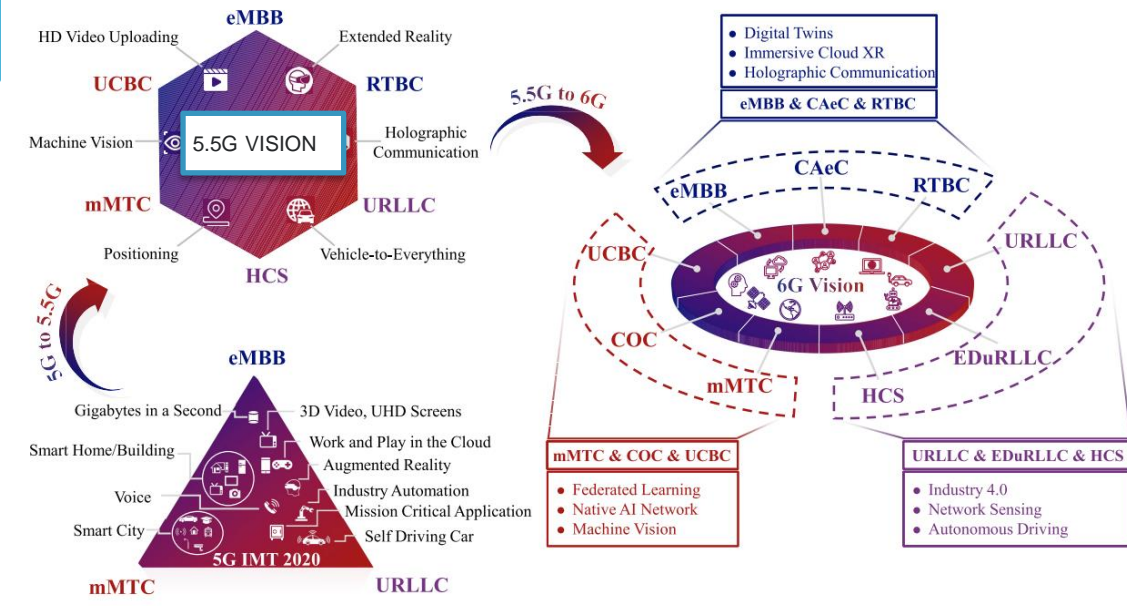 eMBB
HD Video Uploading
Extended Reality
UCBC
RTBC
Machine Vision
5.5G VISION
Holographic
Communication
mMTC
URLLC
Positioning
Vehicle-to-Everything
HCS
5G to 5.5G
eMBB
Gigabytes in a Second
3D Video, UHD Screens
Smart Home/Building
Work and Play in the Cloud
Augmented Reality
Voice
Industry Automation
Mission Critical Application
Smart City
Self Driving Car
5G IMT 2020
mMTC
URLLC
5.5G to 6G
• Digital Twins
• Immersive Cloud XR
• Holographic Communication
eMBB & CAeC & RTBC
eMBB
CAeC
RTBC
UCBC
URLLC
6G Vision
COC
EDuRLLC
mMTC
HCS
mMTC & COC & UCBC
• Federated Learning
• Native AI Network
• Machine Vision
URLLC & EDuRLLC & HCS
• Industry 4.0
• Network Sensing
• Autonomous Driving